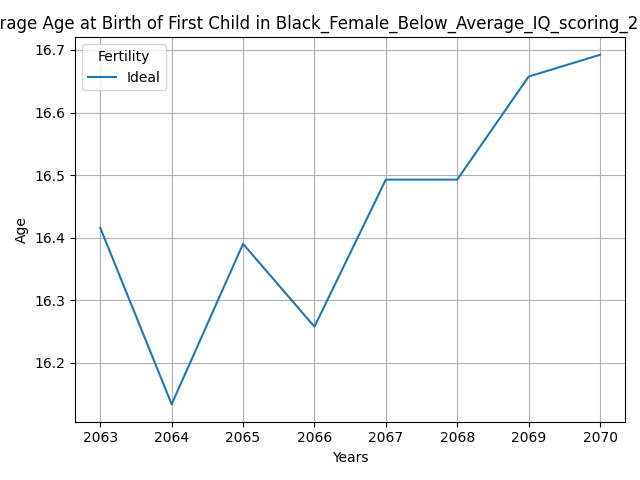 rage Age at Birth of First Child in Black_Female_Below_Average_IQ_scoring_2
Fertility
Ideal
16.7
16.6
16.5
16.4
16.3
16.2
Age
2063 2064 2065 2066 2067 2068 2069 2070
Years